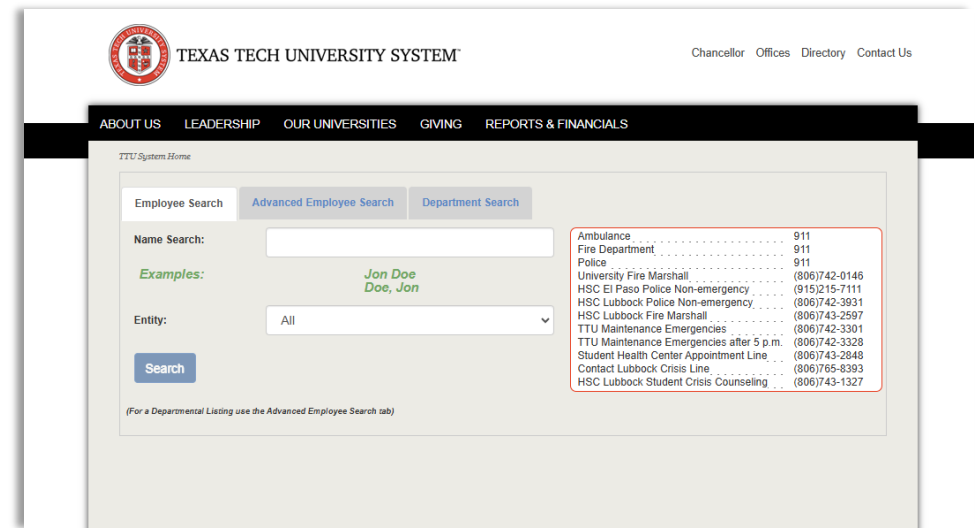 TEXAS TECH UNIVERSITY SYSTEM™
Chancellor Offices Directory Contact Us
ABOUT US LEADERSHIP OUR UNIVERSITIES GIVING REPORTS & FINANCIALS
TTU System Home
Employee Search Advanced Employee Search Department Search
Name Search:
Examples: Jon Doe
Doe, Jon
Entity: All
Search
(For a Departmental Listing use the Advanced Employee Search tab)
Ambulance 911
Fire Department 911
Police 911
University Fire Marshall (806)742-0146
HSC El Paso Police Non-emergency (915)215-7111
HSC Lubbock Police Non-emergency (806)742-3931
HSC Lubbock Fire Marshall (806)743-2597
TTU Maintenance Emergencies (806)742-3301
TTU Maintenance Emergencies after 5 p.m. (806)742-3328
Student Health Center Appointment Line (806)743-2848
Contact Lubbock Crisis Line (806)765-8393
HSC Lubbock Student Crisis Counseling (806)743-1327